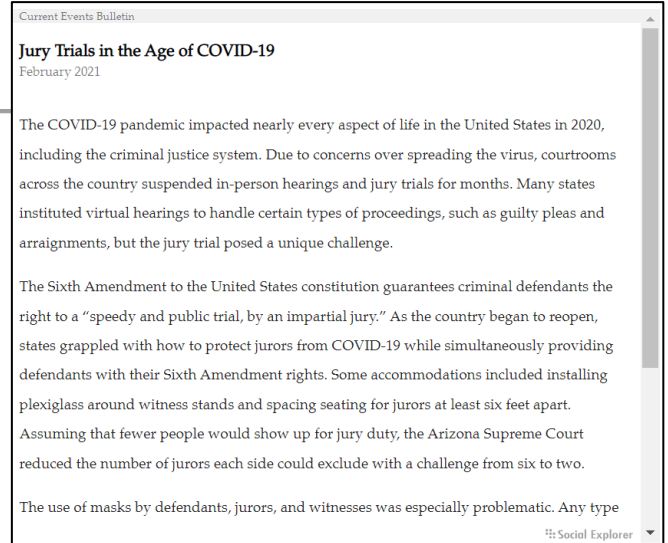 Current Events Bulletin
Jury Trials in the Age of COVID-19
February 2021
The COVID-19 pandemic impacted nearly every aspect of life in the United States in 2020,
including the criminal justice system. Due to concerns over spreading the virus, courtrooms
across the country suspended in-person hearings and jury trials for months. Many states
instituted virtual hearings to handle certain types of proceedings, such as guilty pleas and
arraignments, but the jury trial posed a unique challenge.
The Sixth Amendment to the United States constitution guarantees criminal defendants the
right to a “speedy and public trial, by an impartial jury.” As the country began to reopen,
states grappled with how to protect jurors from COVID-19 while simultaneously providing
defendants with their Sixth Amendment rights. Some accommodations included installing
plexiglass around witness stands and spacing seating for jurors at least six feet apart.
Assuming that fewer people would show up for jury duty, the Arizona Supreme Court
reduced the number of jurors each side could exclude with a challenge from six to two.
The use of masks by defendants, jurors, and witnesses was especially problematic. Any type
Social Explorer